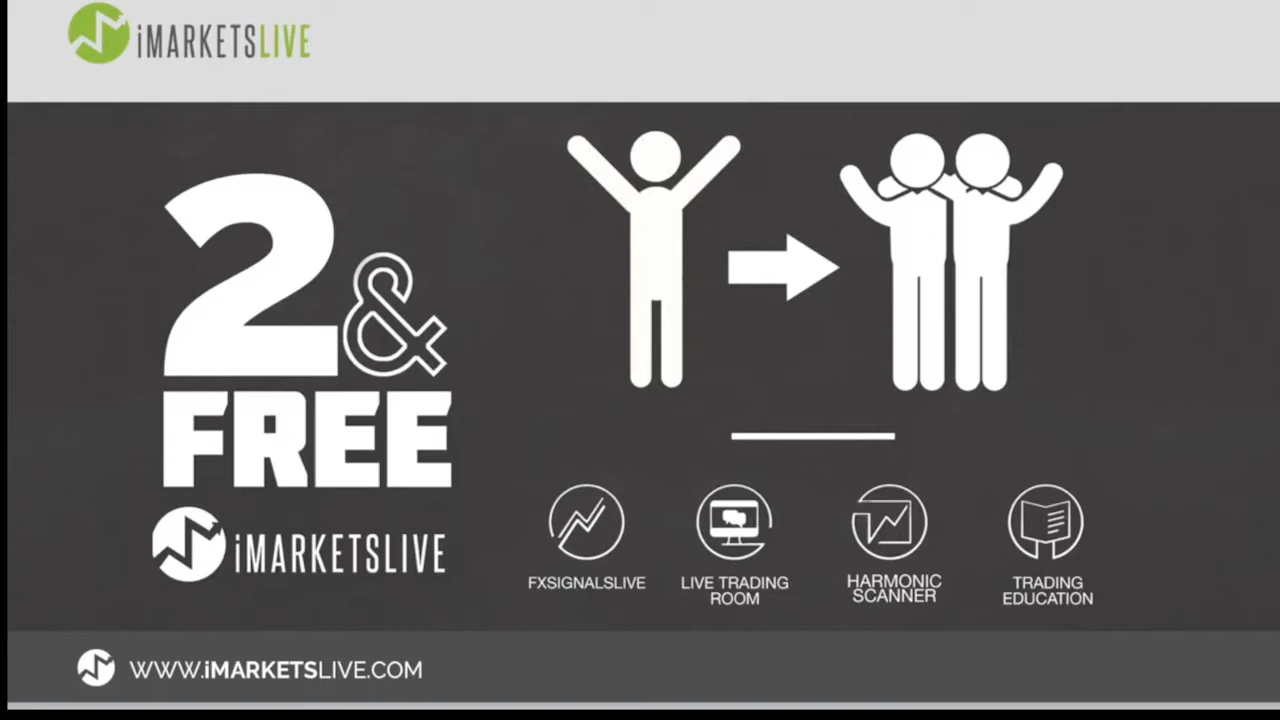 iMARKETSLIVE
2&
FREE
iMARKETSLIVE
FXSIGNALSLIVE
LIVE TRADING
ROOM
HARMONIC
SCANNER
TRADING
EDUCATION
WWW.iMARKETSLIVE.COM